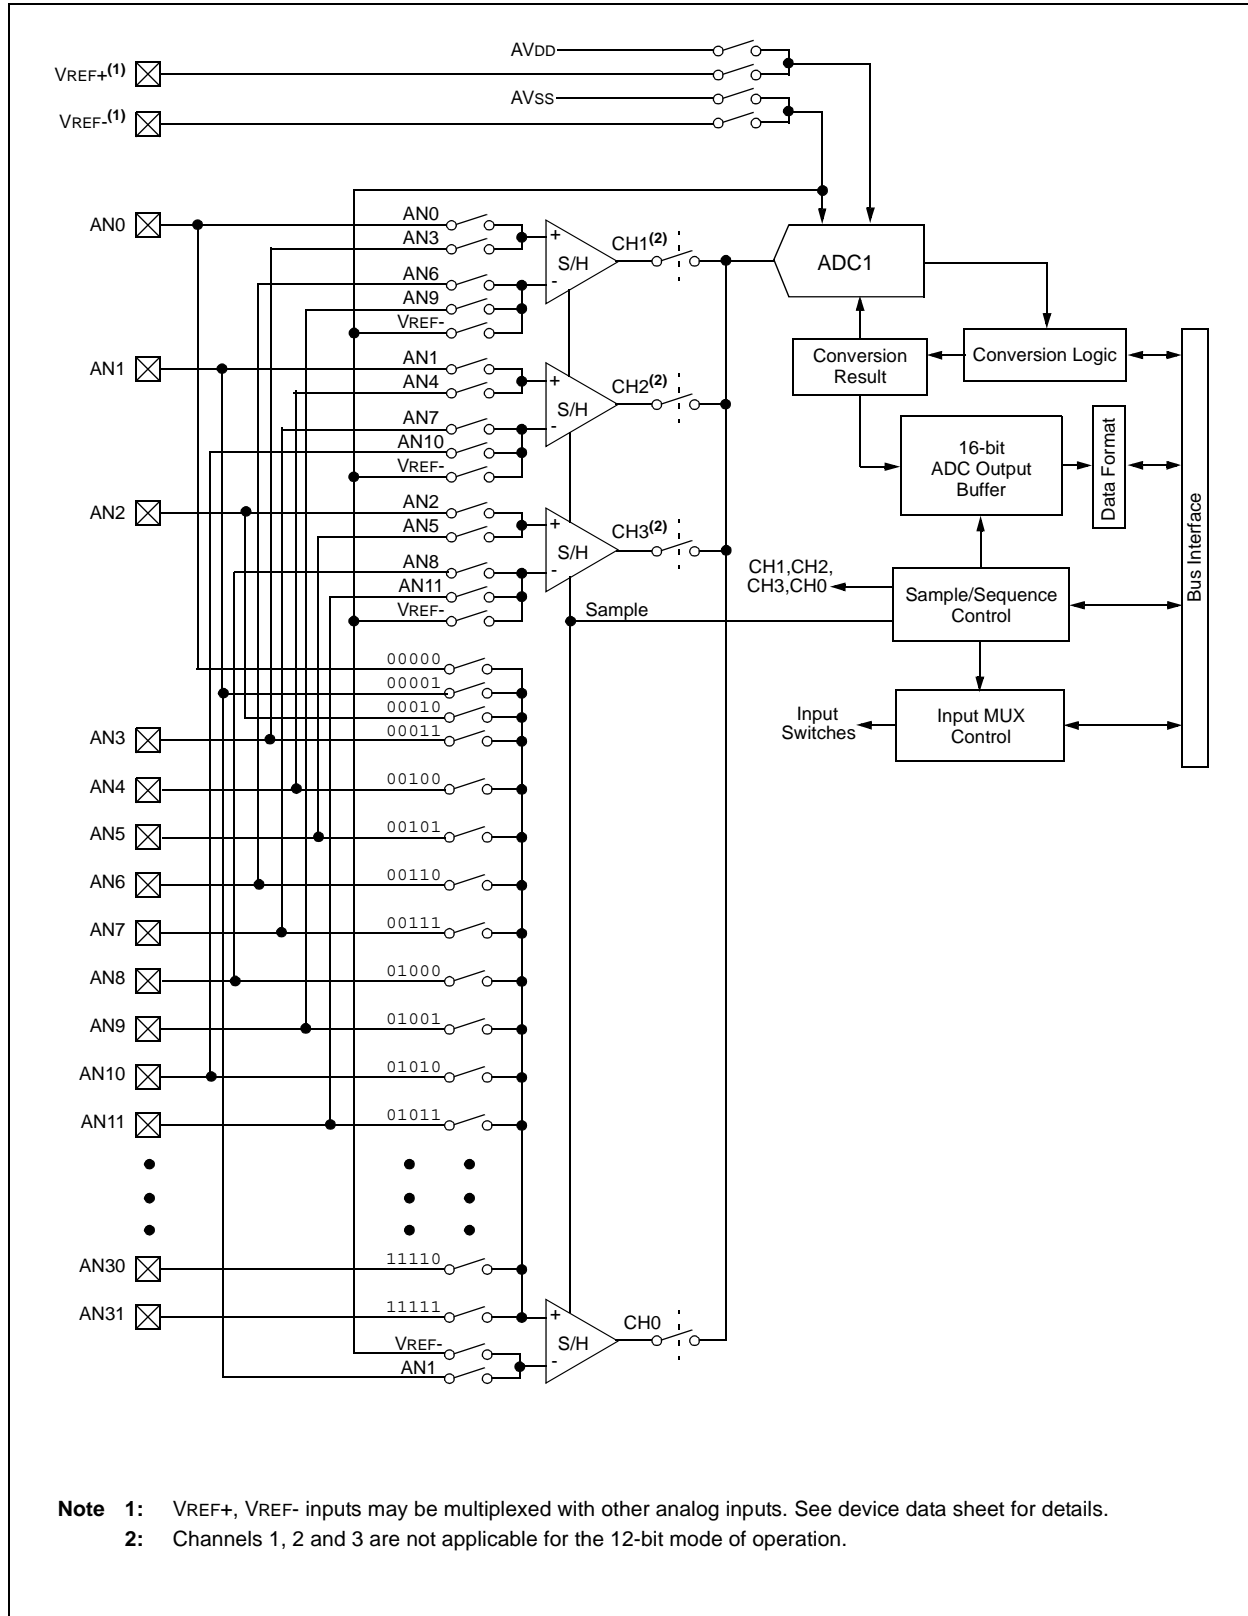 AVDD
VREF+(1)
AVSS
VREF-(1)
AN0
AN0
AN3
AN6
AN9
VREF-
+
-
S/H
CH1(2)
ADC1
Conversion Logic
Conversion
Result
AN1
AN1
AN4
AN7
AN10
VREF-
+
-
S/H
CH2(2)
16-bit
ADC Output
Buffer
Data Format
Bus Interface
AN2
AN2
AN5
AN8
AN11
VREF-
+
-
S/H
CH3(2)
CH1,CH2,
CH3,CH0
Sample/Sequence
Control
Sample
00000
00001
00010
AN3
00011
Input
Switches
Input MUX
Control
AN4
00100
AN5
00101
AN6
00110
AN7
00111
AN8
01000
AN9
01001
AN10
01010
AN11
01011
AN30
11110
AN31
11111
VREF-
AN1
+
-
S/H
CH0
Note 1: VREF+, VREF- inputs may be multiplexed with other analog inputs. See device data sheet for details.
2: Channels 1, 2 and 3 are not applicable for the 12-bit mode of operation.